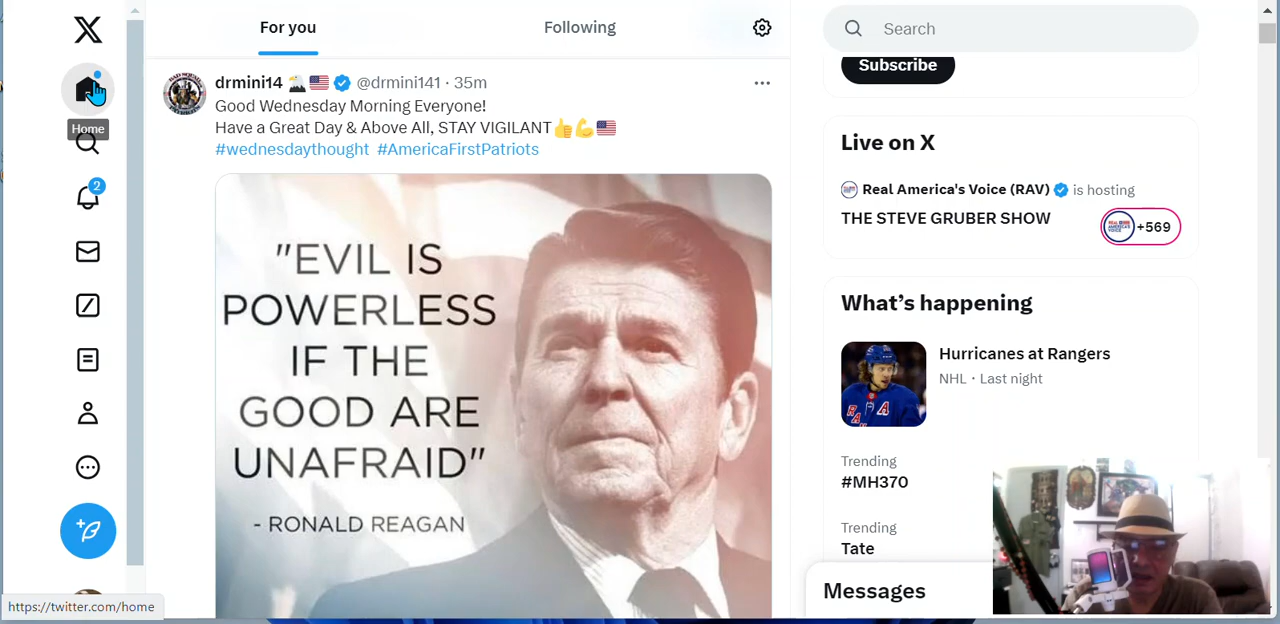 For you
Following
Search
Subscribe
Home
2
drmini14 @drmini141 · 35m
Good Wednesday Morning Everyone!
Have a Great Day & Above All, STAY VIGILANT👍💪🇺🇸
#wednesdaythought #AmericaFirstPatriots
"EVIL IS
POWERLESS
IF THE
GOOD ARE
UNAFRAID"
- RONALD REAGAN
Live on X
Real America's Voice (RAV) is hosting
THE STEVE GRUBER SHOW
+569
What's happening
Hurricanes at Rangers
NHL · Last night
Trending
#MH370
Trending
Tate
Messages
https://twitter.com/home